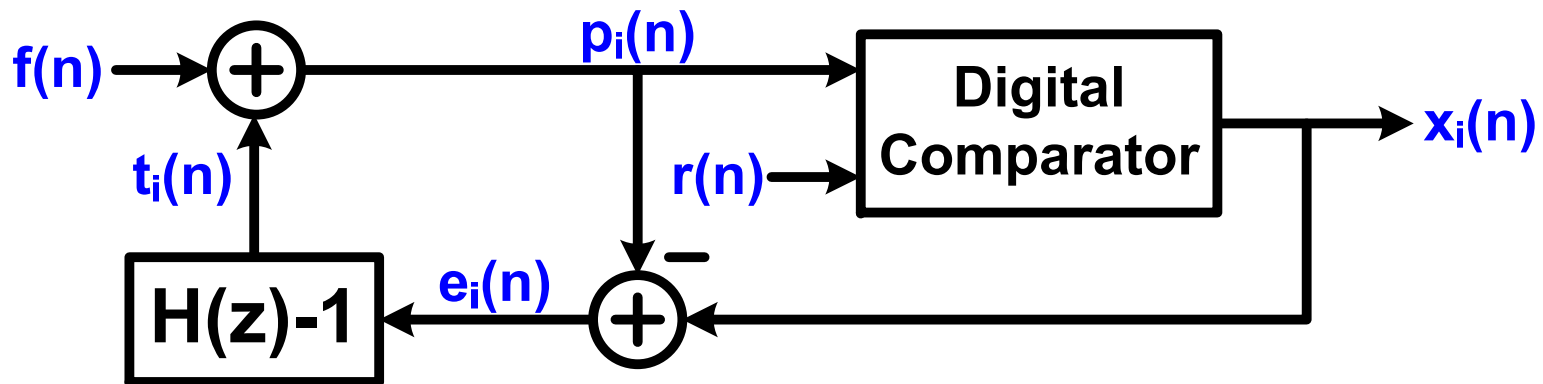 f(n)
pᵢ(n)
Digital
Comparator
xᵢ(n)
tᵢ(n)
r(n)
eᵢ(n)
H(z)-1